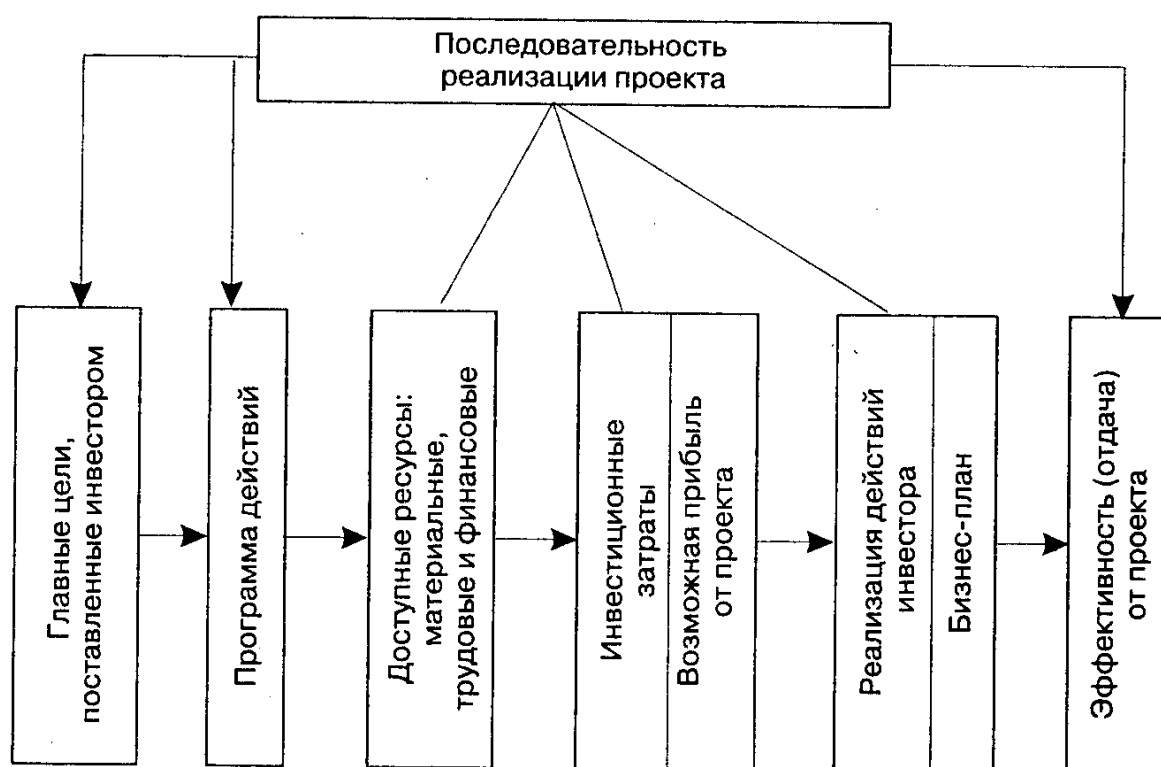 Последовательность
реализации проекта
Главные цели,
поставленные инвестором
Программа действий
Доступные ресурсы:
материальные,
трудовые и финансовые
Инвестиционные
затраты
Возможная прибыль
от проекта
Реализация действий
инвестора
Бизнес-план
Эффективность (отдача)
от проекта